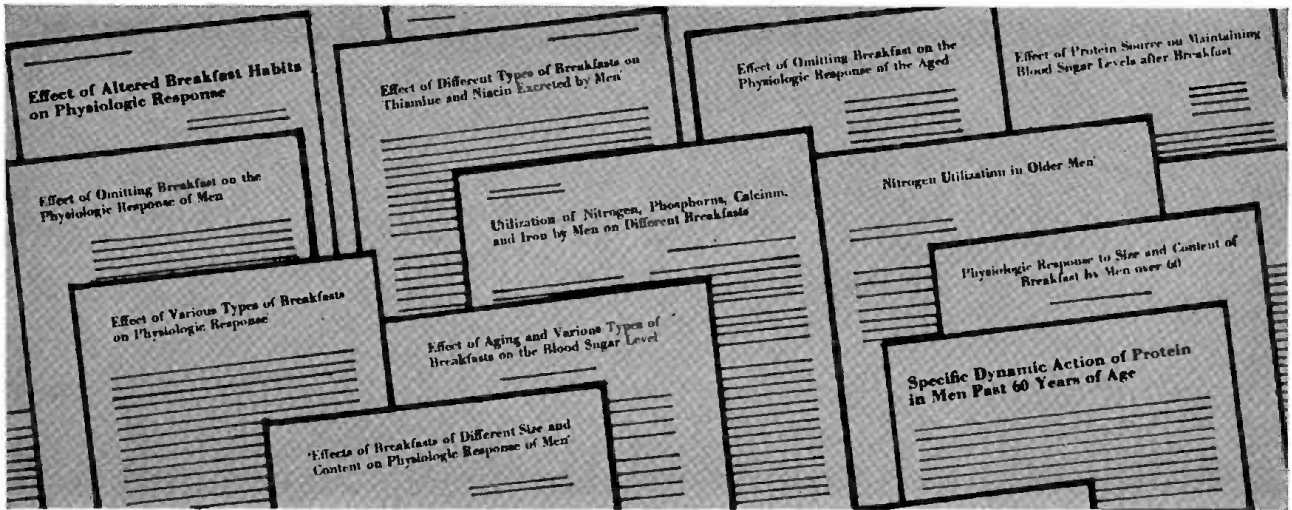 Effect of Altered Breakfast Habits
on Physiologic Response
Effect of Different Types of Breakfasts on
Thiamine and Niacin Excreted by Men
Effect of Omitting Breakfast on the
Physiologic Response of the Aged
Effect of Protein Source on Maintaining
Blood Sugar Levels after Breakfast
Effect of Omitting Breakfast on the
Physiologic Response of Men
Utilization of Nitrogen, Phosphorus, Calcium,
and Iron by Men on Different Breakfasts
Nitrogen Utilization in Older Men
Physiologic Response to Size and Content of
Breakfast by Men over 60
Effect of Various Types of Breakfasts
on Physiologic Response
Effect of Aging and Various Types of
Breakfasts on the Blood Sugar Level
Specific Dynamic Action of Protein
in Men Past 60 Years of Age
Effects of Breakfasts of Different Size and
Content on Physiologic Response of Men